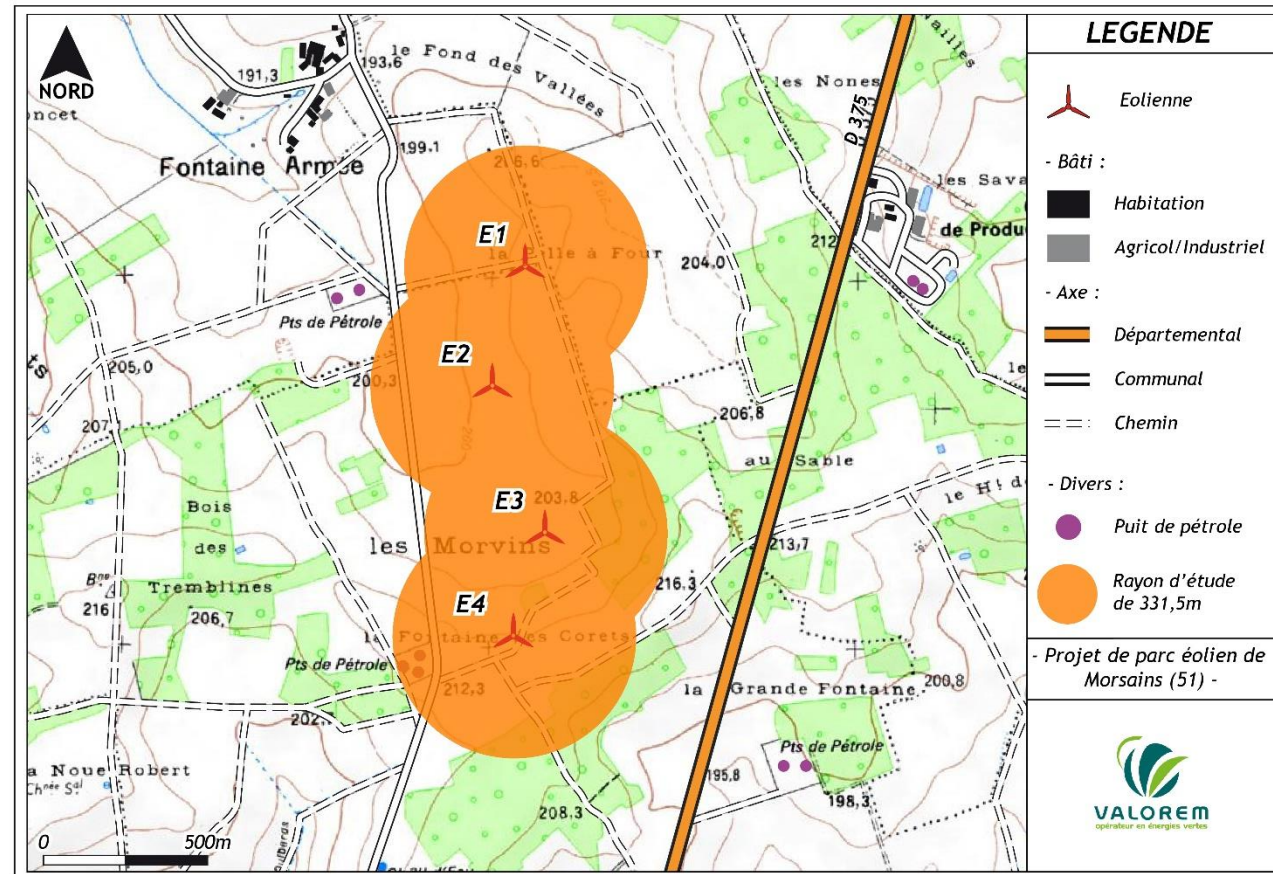 NORD
191,3
193,6
le Fond des Vallées
Fontaine Armée
199,1
les Nones
D 375
les Sava
de Produ
212
204,0
E1
Pts de Pétrole
E2
205,0
200,3
207
206,8
au Sable
Bois
des
Tremblines
206,7
216
E3
203,8
les Morvins
213,7
216,3
E4
Pts de Pétrole
212,3
la Grande Fontaine
200,8
Pts de Pétrole
195,8
198,3
a Noue Robert
208,3
0
500m
LEGENDE
Eolienne
- Bâti :
Habitation
Agricol/Industriel
- Axe :
Départemental
Communal
Chemin
- Divers :
Puit de pétrole
Rayon d'étude
de 331,5m
- Projet de parc éolien de
Morsains (51) -
VALOREM
opérateur en énergies vertes